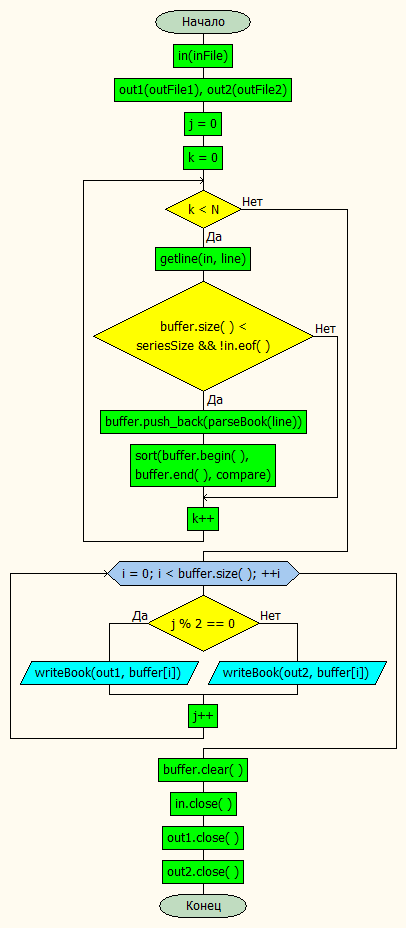 Начало
in(inFile)
out1(outFile1), out2(outFile2)
j = 0
k = 0
k < N
Нет
Да
getline(in, line)
buffer.size( ) <
seriesSize && !in.eof( )
Нет
Да
buffer.push_back(parseBook(line))
sort(buffer.begin( ),
buffer.end( ), compare)
k++
i = 0; i < buffer.size( ); ++i
j % 2 == 0
Да
Нет
writeBook(out1, buffer[i])
writeBook(out2, buffer[i])
j++
buffer.clear( )
in.close( )
out1.close( )
out2.close( )
Конец